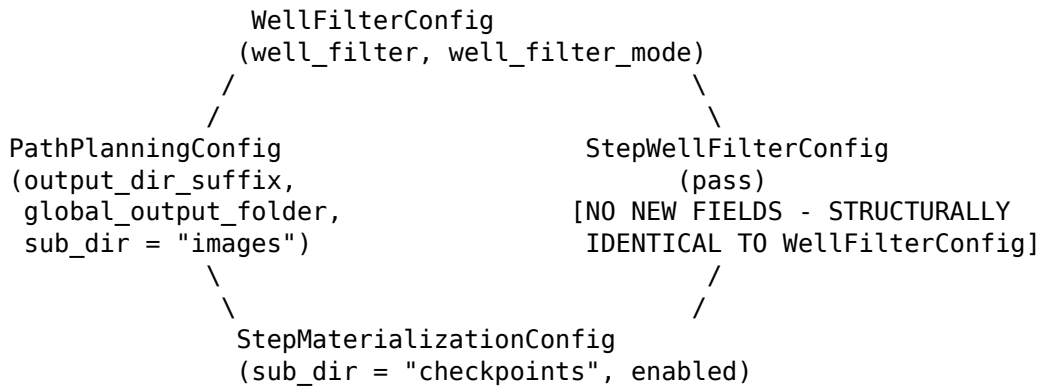 WellFilterConfig
(well_filter, well_filter_mode)
/ \
/ \
PathPlanningConfig StepWellFilterConfig
(output_dir_suffix, (pass)
global_output_folder, [NO NEW FIELDS - STRUCTURALLY
sub_dir = "images") IDENTICAL TO WellFilterConfig]
\ /
\ /
StepMaterializationConfig
(sub_dir = "checkpoints", enabled)